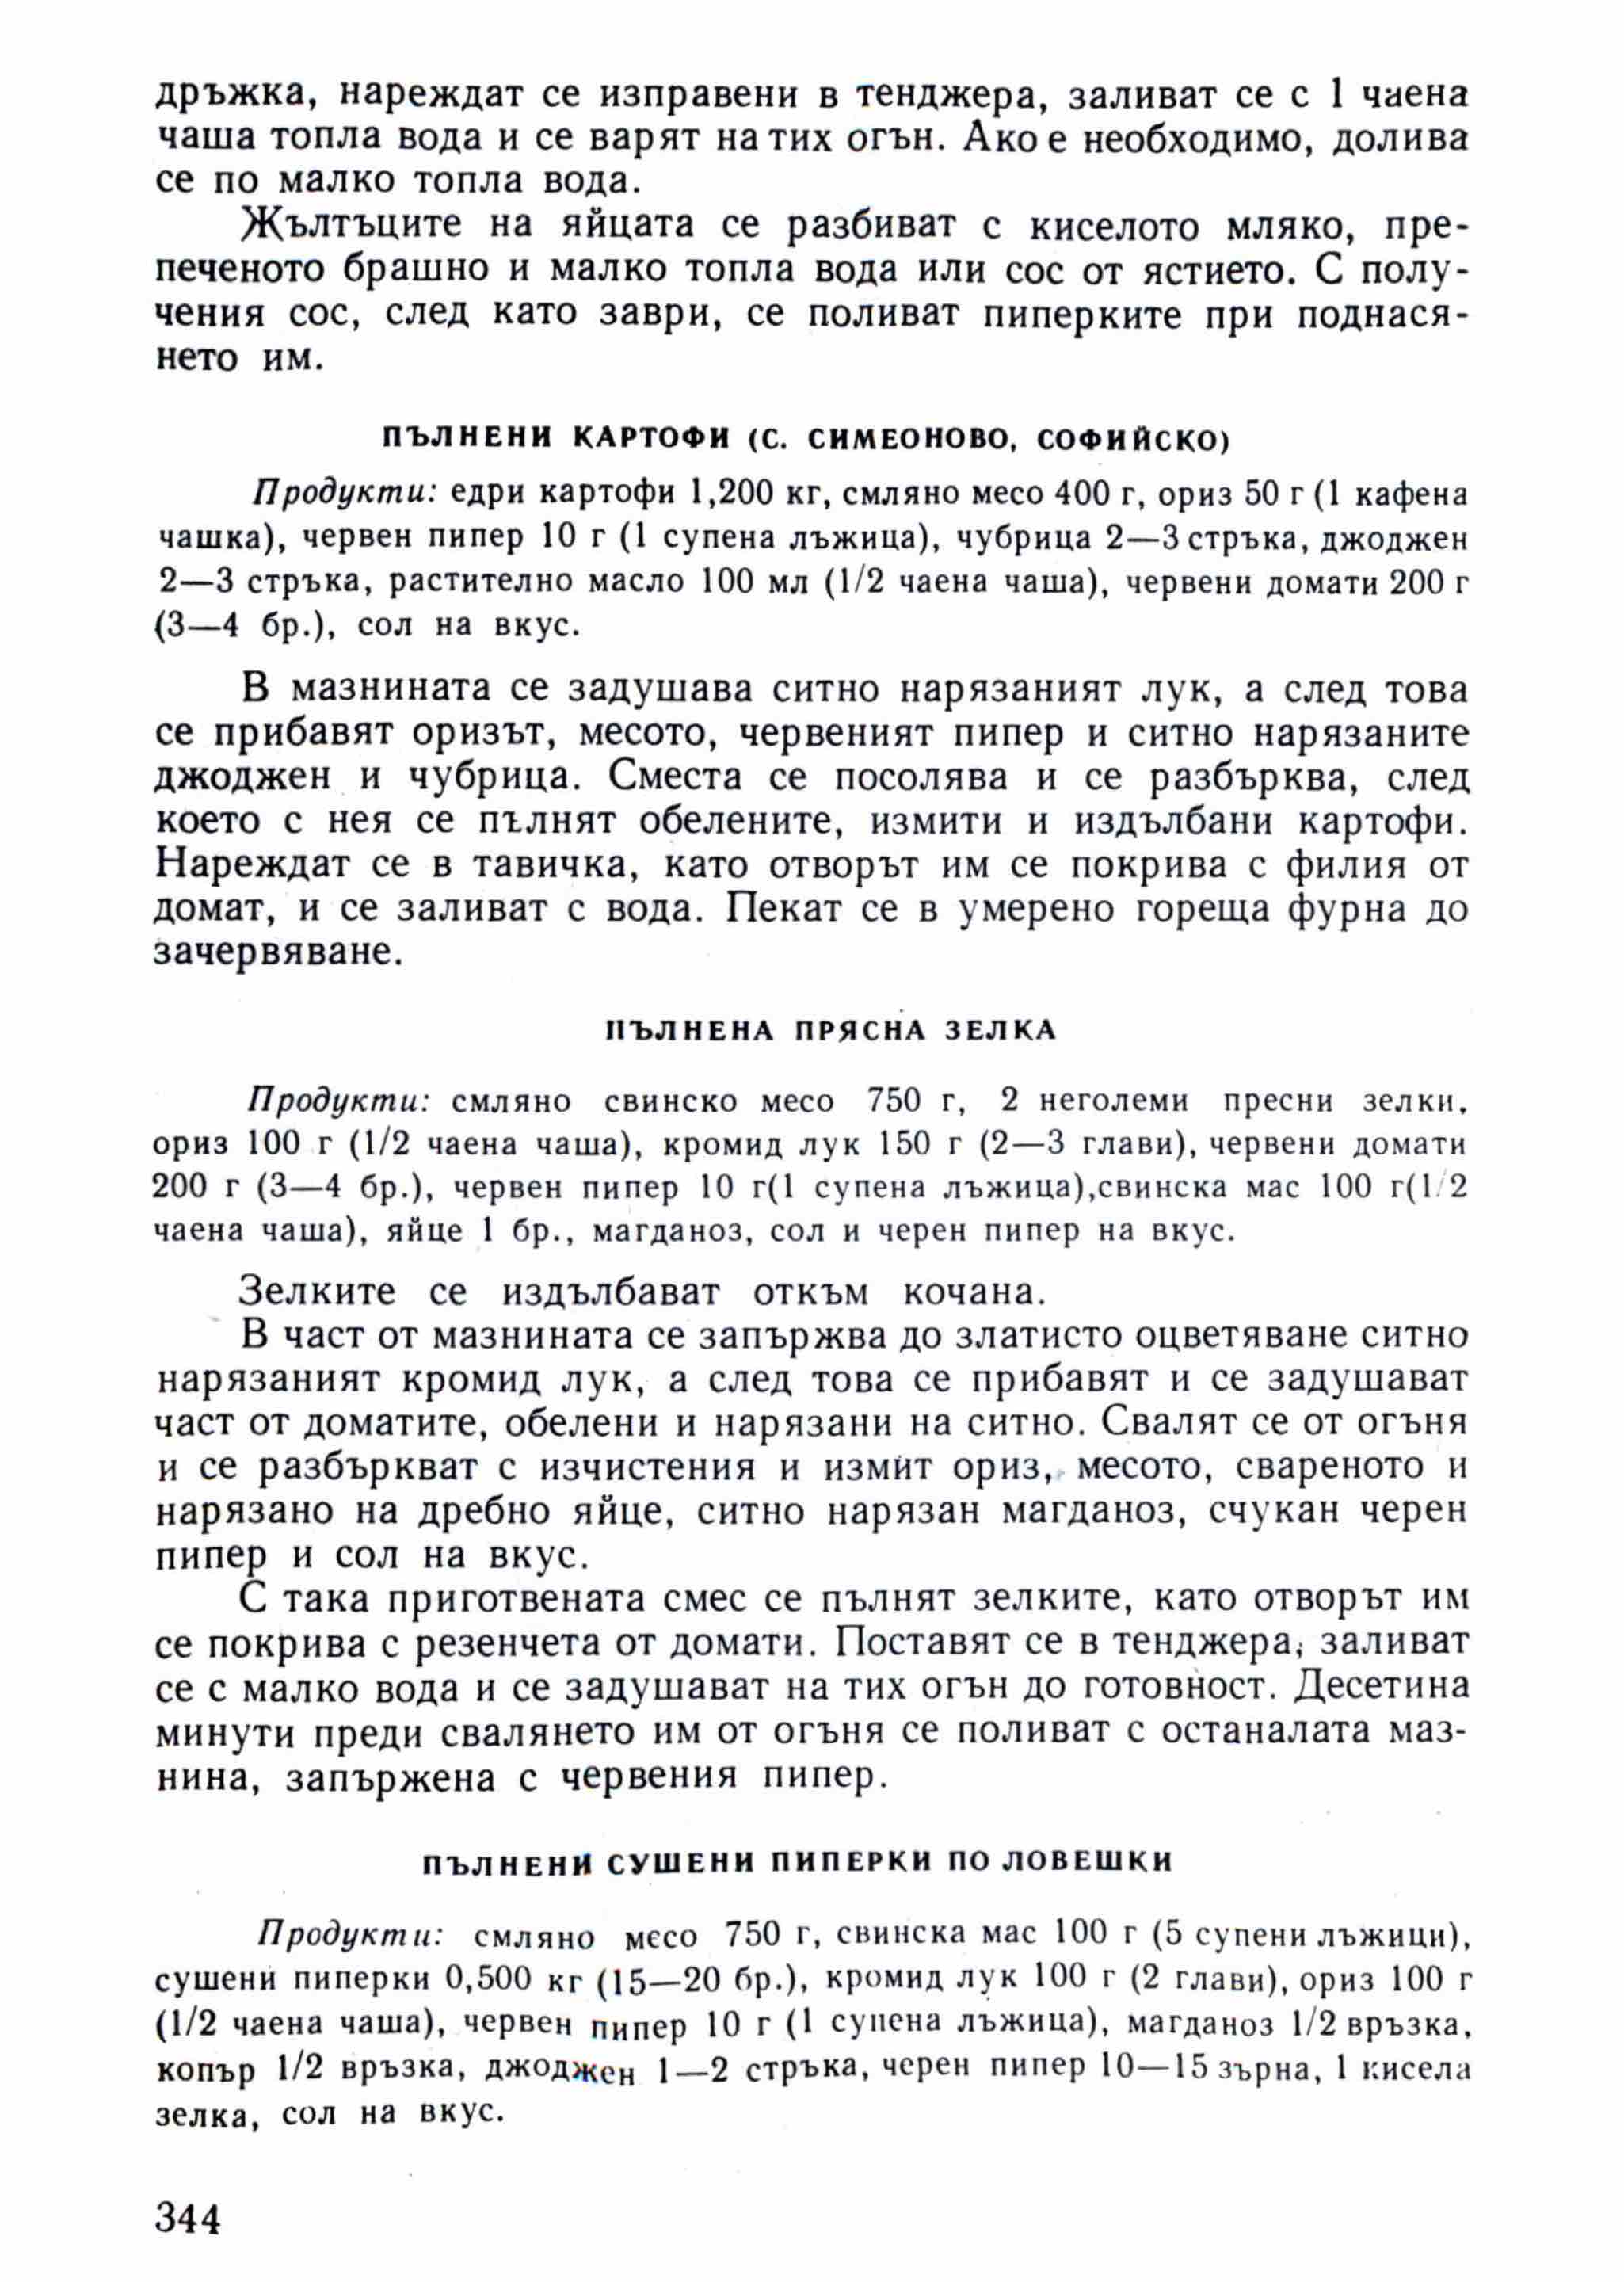 дръжка, нареждат се изправени в тенджера, заливат се с 1 чаена
чаша топла вода и се варят на тих огън. Ако е необходимо, долива
се по малко топла вода.
Жълтъците на яйцата се разбиват с киселото мляко, пре-
печеното брашно и малко топла вода или сос от ястието. С полу-
чения сос, след като заври, се поливат пиперките при поднася-
нето им.
ПЪЛНЕНИ КАРТОФИ (С. СИМЕОНОВО, СОФИЙСКО)
Продукти: едри картофи 1,200 кг, смляно месо 400 г, ориз 50 г (1 кафена
чашка), червен пипер 10 г (1 супена лъжица), чубрица 2—3 стръка, джоджен
2—3 стръка, растително масло 100 мл (1/2 чаена чаша), червени домати 200 г
(3—4 бр.), сол на вкус.
В мазнината се задушава ситно нарязаният лук, а след това
се прибавят оризът, месото, червеният пипер и ситно нарязаните
джоджен и чубрица. Сместа се посолява и се разбърква, след
което с нея се пълнят обелените, измити и издълбани картофи.
Нареждат се в тавичка, като отворът им се покрива с филия от
домат, и се заливат с вода. Пекат се в умерено гореща фурна до
зачервяване.
ПЪЛНЕНА ПРЯСНА ЗЕЛКА
Продукти: смляно свинско месо 750 г, 2 неголеми пресни зелки,
ориз 100 г (1/2 чаена чаша), кромид лук 150 г (2—3 глави), червени домати
200 г (3—4 бр.), червен пипер 10 г(1 супена лъжица),свинска мас 100 г(1/2
чаена чаша), яйце 1 бр., магданоз, сол и черен пипер на вкус.
Зелките се издълбават откъм кочана.
В част от мазнината се запържва до златисто оцветяване ситно
нарязаният кромид лук, а след това се прибавят и се задушават
част от доматите, обелени и нарязани на ситно. Свалят се от огъня
и се разбъркват с изчистения и измит ориз, месото, свареното и
нарязано на дребно яйце, ситно нарязан магданоз, счукан черен
пипер и сол на вкус.
С така приготвената смес се пълнят зелките, като отворът им
се покрива с резенчета от домати. Поставят се в тенджера, заливат
се с малко вода и се задушават на тих огън до готовност. Десетина
минути преди свалянето им от огъня се поливат с останалата маз-
нина, запържена с червения пипер.
ПЪЛНЕНИ СУШЕНИ ПИПЕРКИ ПО ЛОВЕШКИ
Продукти: смляно месо 750 г, свинска мас 100 г (5 супени лъжици),
сушени пиперки 0,500 кг (15—20 бр.), кромид лук 100 г (2 глави), ориз 100 г
(1/2 чаена чаша), червен пипер 10 г (1 супена лъжица), магданоз 1/2 връзка,
копър 1/2 връзка, джоджен 1—2 стръка, черен пипер 10—15 зърна, 1 кисела
зелка, сол на вкус.
344